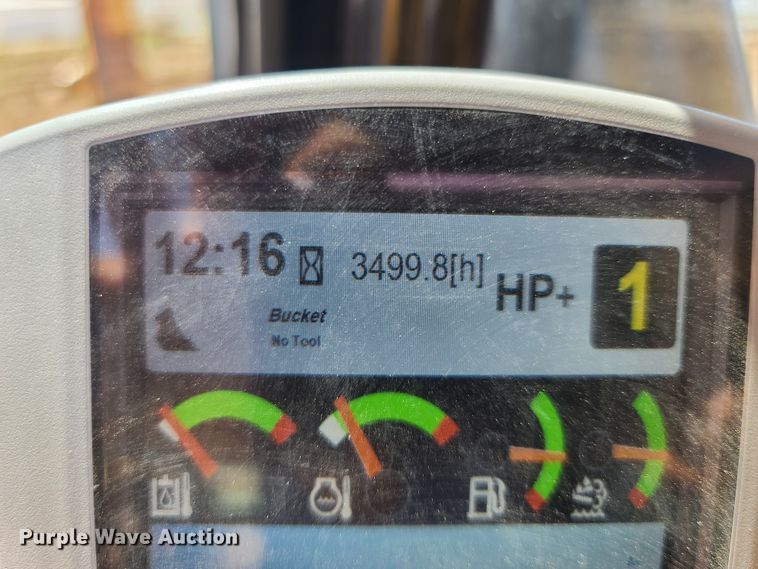 12:16 3499.8[h]
HP+ 1
Bucket
No Tool
Purple Wave Auction